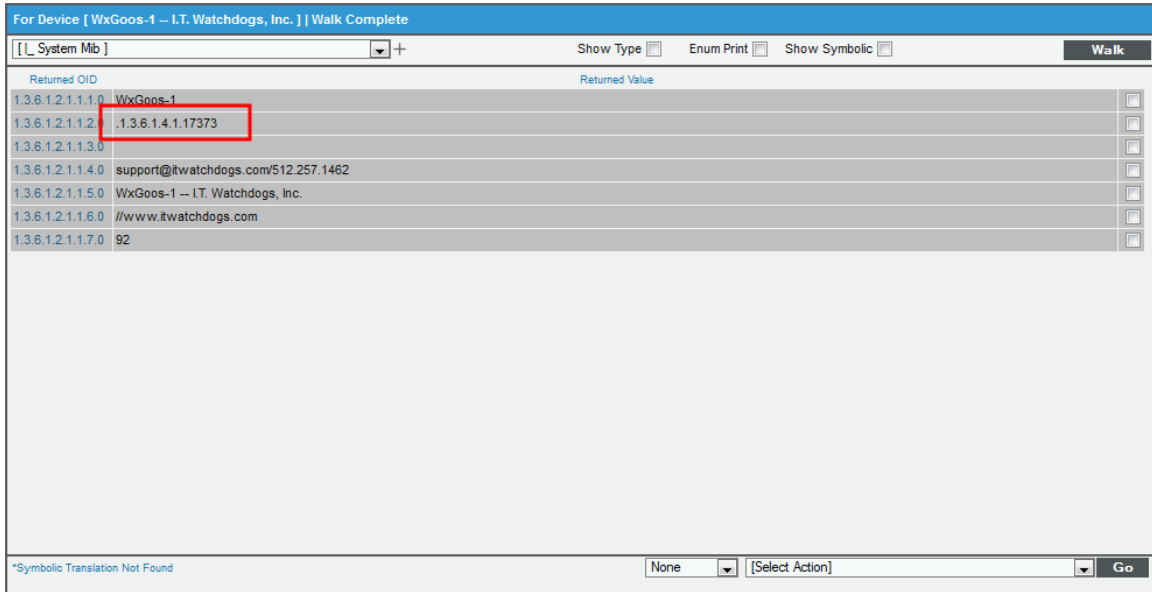 For Device [ WxGoos-1 -- I.T. Watchdogs, Inc. ] | Walk Complete
[ |_ System Mib ] + Show Type Enum Print Show Symbolic Walk
Returned OID Returned Value
1.3.6.1.2.1.1.1.0 WxGoos-1
1.3.6.1.2.1.1.2.0 .1.3.6.1.4.1.17373
1.3.6.1.2.1.1.3.0
1.3.6.1.2.1.1.4.0 support@itwatchdogs.com/512.257.1462
1.3.6.1.2.1.1.5.0 WxGoos-1 -- I.T. Watchdogs, Inc.
1.3.6.1.2.1.1.6.0 //www.itwatchdogs.com
1.3.6.1.2.1.1.7.0 92
*Symbolic Translation Not Found None [Select Action] Go